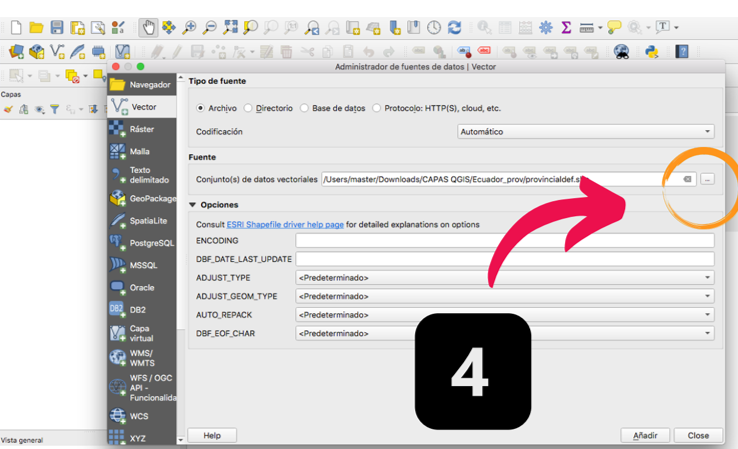 Administrador de fuentes de datos | Vector
Capas
Navegador
Vector
Ráster
Malla
Texto
delimitado
GeoPackage
SpatiaLite
PostgreSQL
MSSQL
Oracle
DB2
DB2
Capa
virtual
WMS/
WMTS
WFS / OGC
API -
Funcionalida
WCS
XYZ
Tipo de fuente
Archivo Directorio Base de datos Protocolo: HTTP(S), cloud, etc.
Codificación Automático
Fuente
Conjunto(s) de datos vectoriales /Users/master/Downloads/CAPAS QGIS/Ecuador_prov/provincialdef.s ...
Opciones
Consult ESRI Shapefile driver help page for detailed explanations on options
ENCODING
DBF_DATE_LAST_UPDATE
ADJUST_TYPE <Predeterminado>
ADJUST_GEOM_TYPE <Predeterminado>
AUTO_REPACK <Predeterminado>
DBF_EOF_CHAR <Predeterminado>
4
Help Añadir Close
Vista general